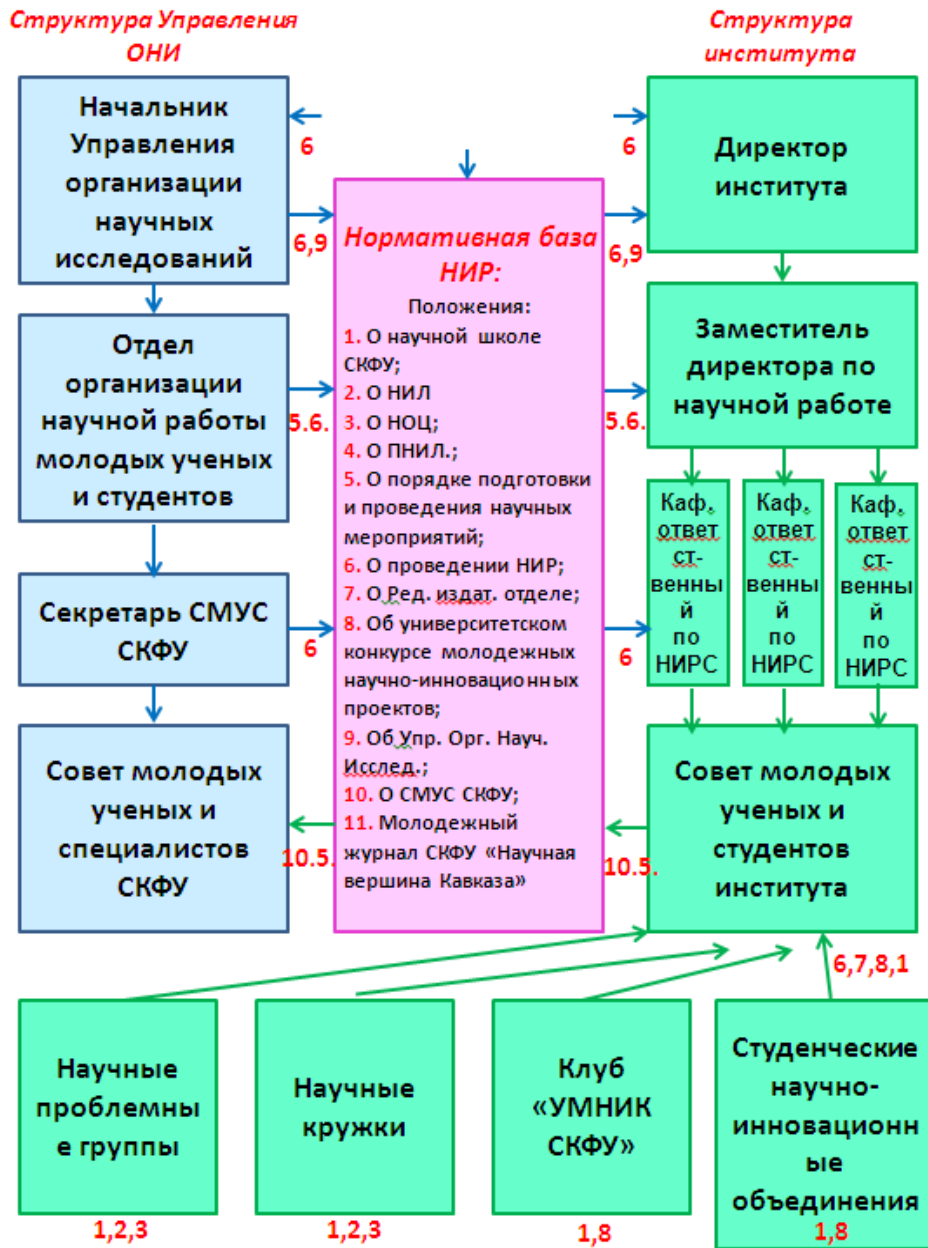 Структура Управления
ОНИ
Структура
института
Начальник
Управления
организации
научных
исследований
6
6
Директор
института
6,9
6,9
Нормативная база
НИР:
Положения:
1. О научной школе
СКФУ;
2. О НИЛ
3. О НОЦ;
4. О ПНИЛ.;
5. О порядке подготовки
и проведения научных
мероприятий;
6. О проведении НИР;
7. О Ред. издат. отделе;
8. Об университетском
конкурсе молодежных
научно-инновационных
проектов;
9. Об Упр. Орг. Науч.
Исслед.;
10. О СМУС СКФУ;
11. Молодежный
журнал СКФУ «Научная
вершина Кавказа»
Отдел
организации
научной работы
молодых ученых
и студентов
5.6.
5.6.
Заместитель
директора по
научной работе
Каф.
ответ
ст-
венны
й
по
НИРС
Каф.
ответ
ст-
венны
й
по
НИРС
Каф.
ответ
ст-
венны
й
по
НИРС
Секретарь СМУС
СКФУ
6
6
Совет молодых
ученых и
специалистов
СКФУ
10.5.
10.5.
Совет молодых
ученых и
студентов
института
6,7,8,1
Научные
проблемны
е группы
1,2,3
Научные
кружки
1,2,3
Клуб
«УМНИК
СКФУ»
1,8
Студенческие
научно-
инновационн
ые
объединения
1,8